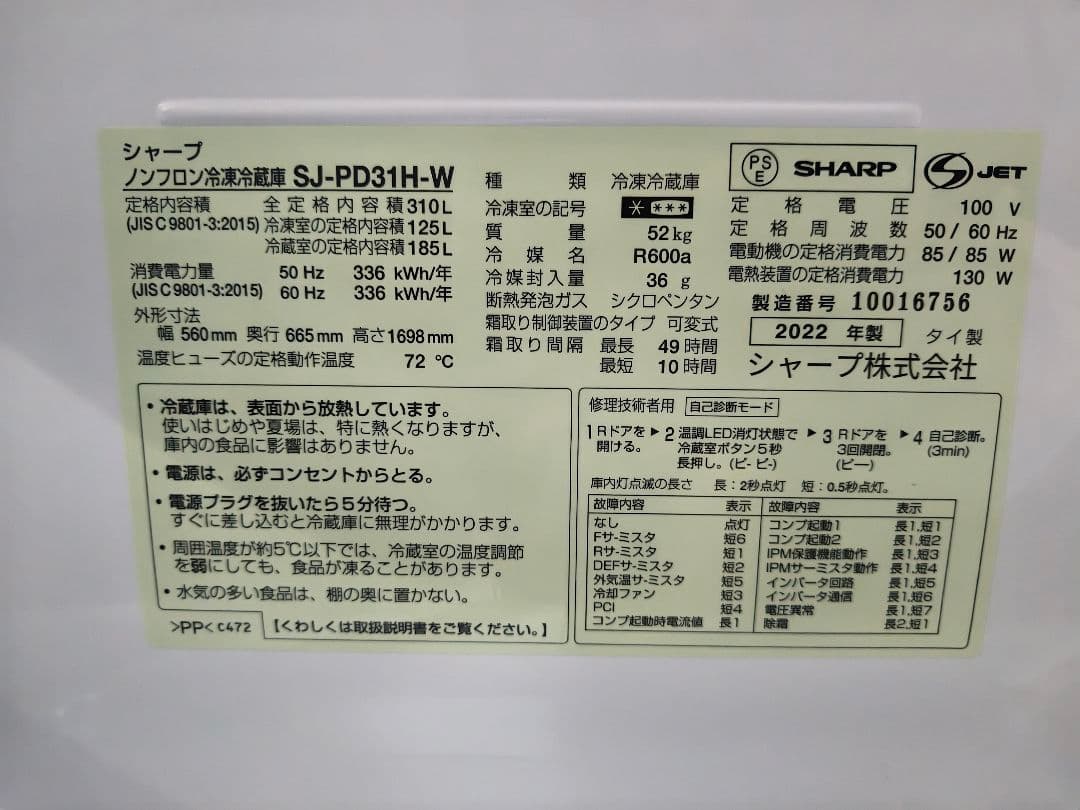 シャープ
ノンフロン冷凍冷蔵庫 SJ-PD31H-W
定格内容積 全定格内容積 310L
(JIS C 9801-3:2015) 冷凍室の定格内容積 125L
冷蔵室の定格内容積 185L
消費電力量 50 Hz 336 kWh/年
(JIS C 9801-3:2015) 60 Hz 336 kWh/年
外形寸法
幅 560mm 奥行 665mm 高さ 1698mm
温度ヒューズの定格動作温度 72 ℃
種類 冷凍冷蔵庫
冷凍室の記号 * ***
質量 52kg
冷媒名 R600a
冷媒封入量 36 g
断熱発泡ガス シクロペンタン
霜取り制御装置のタイプ 可変式
霜取り間隔 最長 49 時間
最短 10 時間
PS E SHARP S JET
定格電圧 100 V
定格周波数 50/60 Hz
電動機の定格消費電力 85/85 W
電熱装置の定格消費電力 130 W
製造番号 10016756
2022 年製 タイ製
シャープ株式会社
・冷蔵庫は、表面から放熱しています。
使いはじめや夏場は、特に熱くなりますが、
庫内の食品に影響はありません。
・電源は、必ずコンセントからとる。
・電源プラグを抜いたら5分待つ。
すぐに差し込むと冷蔵庫に無理がかかります。
・周囲温度が約5℃以下では、冷蔵室の温度調節
を弱にしても、食品が凍ることがあります。
・水気の多い食品は、棚の奥に置かない。
>PP< C472 【くわしくは取扱説明書をご覧ください。】
修理技術者用 自己診断モード
1 Rドアを開ける。 ▶ 2 温調LED消灯状態で冷蔵室ボタン5秒長押し。(ピ- ピ-) ▶ 3 Rドアを3回開閉。(ピー) ▶ 4 自己診断。(3min)
庫内灯点滅の長さ 長:2秒点灯 短:0.5秒点灯。
故障内容 表示 故障内容 表示
なし 点灯 コンプ起動1 長1,短1
Fサ-ミスタ 短6 コンプ起動2 長1,短2
Rサ-ミスタ 短1 IPM保護機能動作 長1,短3
DEFサ-ミスタ 短2 IPMサーミスタ動作 長1,短4
外気温サ-ミスタ 短5 インバータ回路 長1,短5
冷却ファン 短3 インバータ通信 長1,短6
PCI 短4 電圧異常 長1,短7
コンプ起動時電流値 長1 除霜 長2,短1